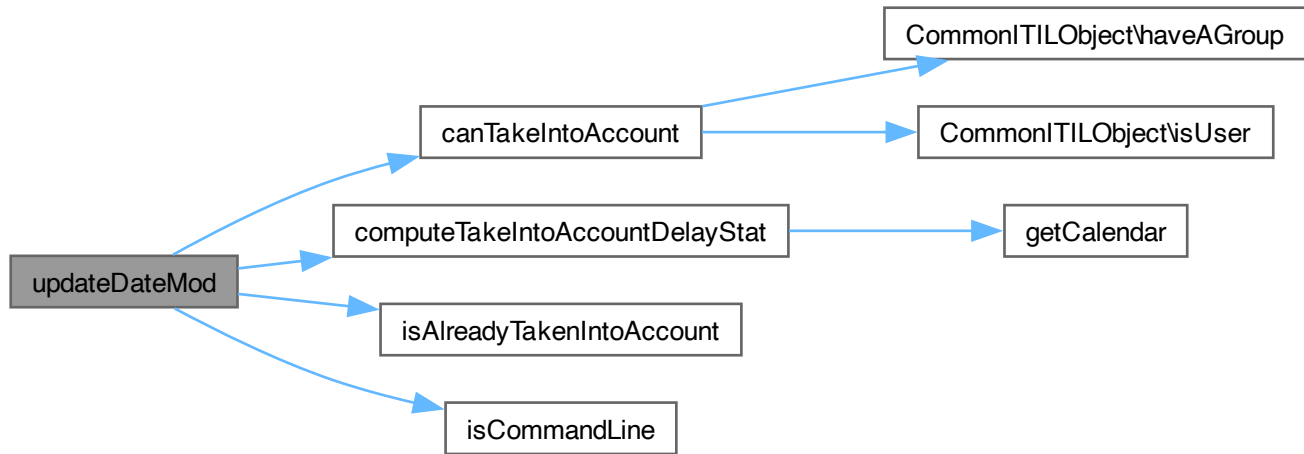 CommonITILObject\haveAGroup
canTakeIntoAccount
CommonITILObject\isUser
computeTakeIntoAccountDelayStat
getCalendar
updateDateMod
isAlreadyTakenIntoAccount
isCommandLine